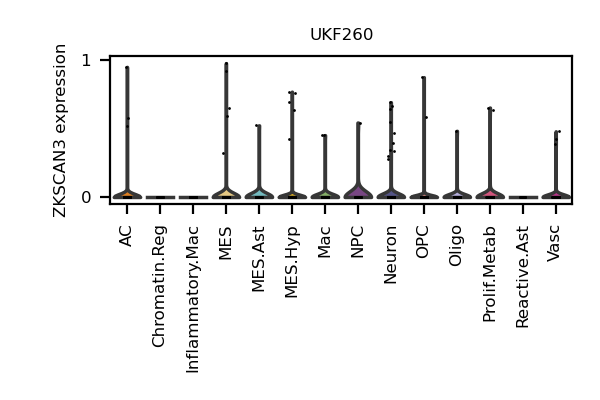 UKF260
ZKSCAN3 expression
1
0
AC
Chromatin.Reg
Inflammatory.Mac
MES
MES.Ast
MES.Hyp
Mac
NPC
Neuron
OPC
Oligo
Prolif.Metab
Reactive.Ast
Vasc